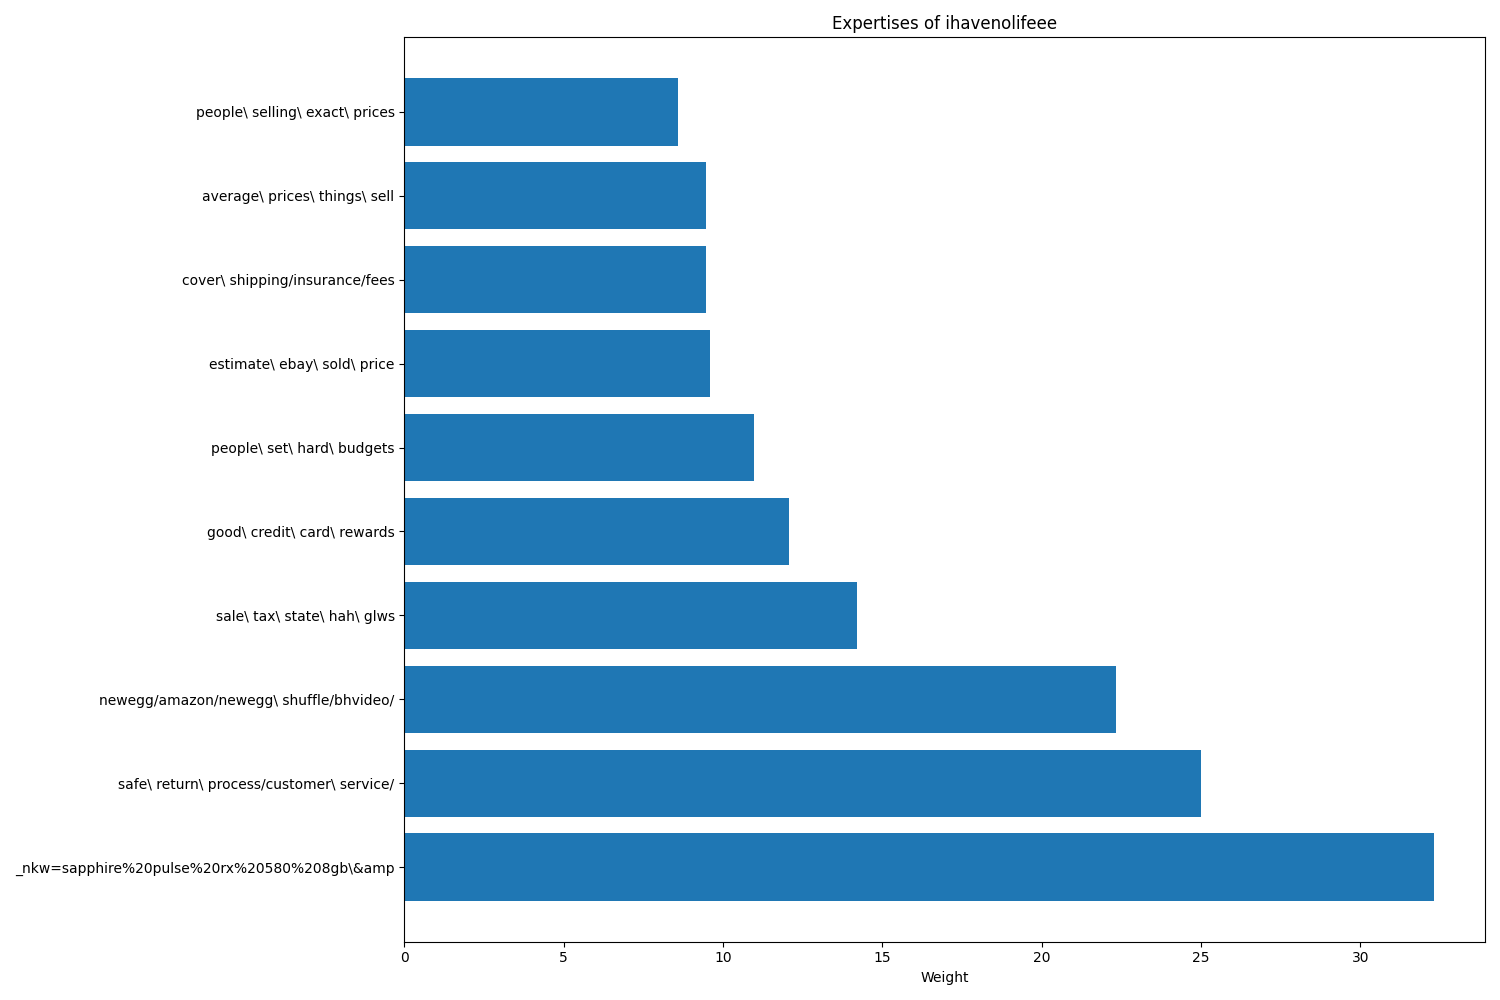 Expertises of ihavenolifeee
people\ selling\ exact\ prices
average\ prices\ things\ sell
cover\ shipping/insurance/fees
estimate\ ebay\ sold\ price
people\ set\ hard\ budgets
good\ credit\ card\ rewards
sale\ tax\ state\ hah\ glws
newegg/amazon/newegg\ shuffle/bhvideo/
safe\ return\ process/customer\ service/
_nkw=sapphire%20pulse%20rx%20580%208gb\&amp
0 5 10 15 20 25 30
Weight